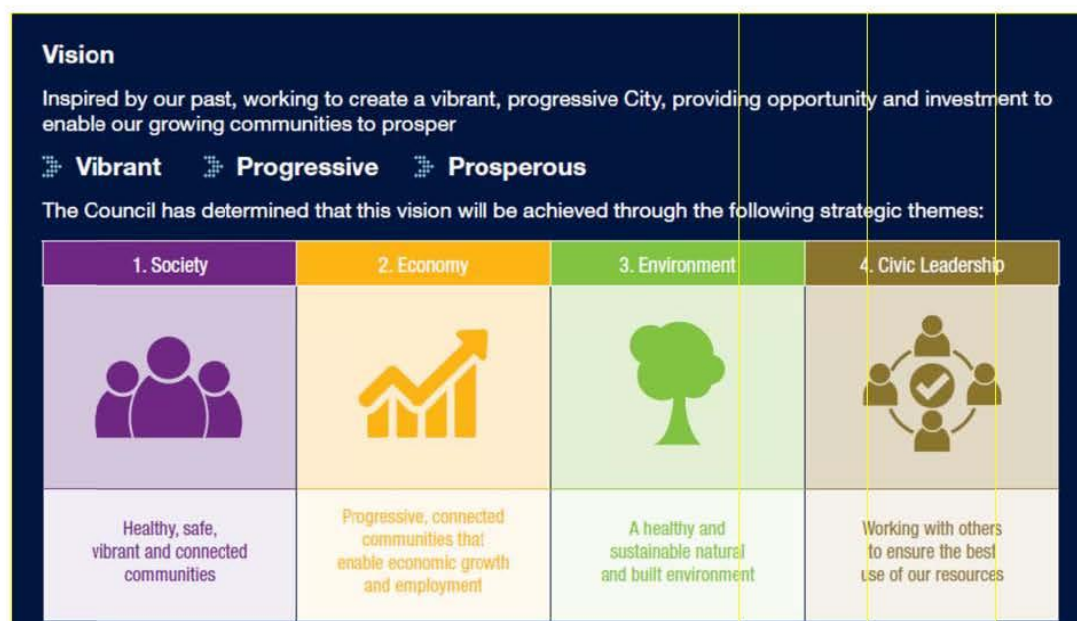 Vision
Inspired by our past, working to create a vibrant, progressive City, providing opportunity and investment to
enable our growing communities to prosper
Vibrant Progressive Prosperous
The Council has determined that this vision will be achieved through the following strategic themes:
1. Society
2. Economy
3. Environment
4. Civic Leadership
Healthy, safe,
vibrant and connected
communities
Progressive, connected
communities that
enable economic growth
and employment
A healthy and
sustainable natural
and built environment
Working with others
to ensure the best
use of our resources